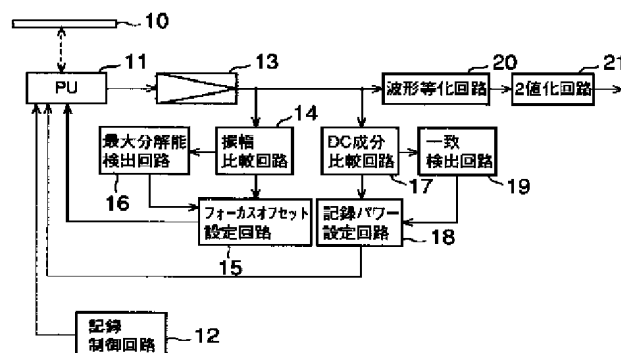 10
11
PU
13
20
波形等化回路
21
2値化回路
14
最大分解能
検出回路
16
振幅
比較回路
DC成分
比較回路
17
一致
検出回路
19
フォーカスオフセット
設定回路
15
記録パワー
設定回路
18
記録
制御回路
12